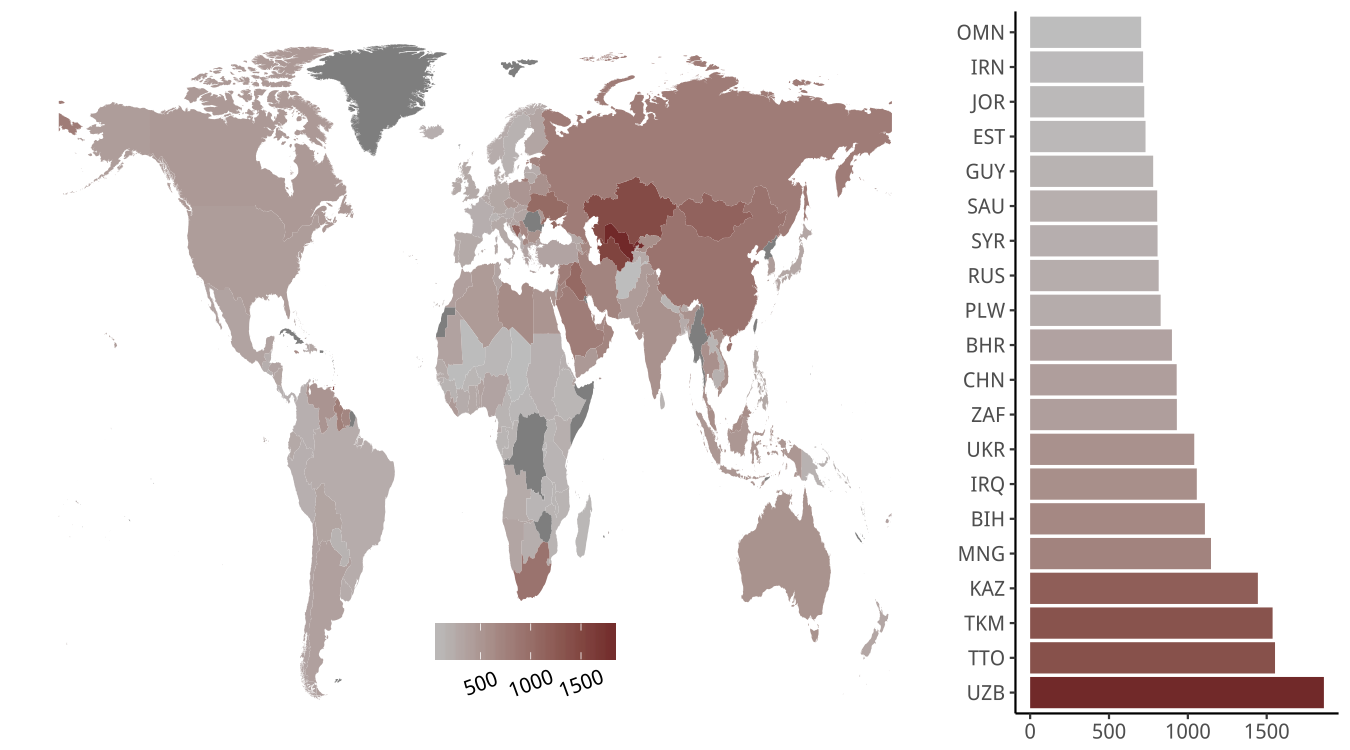 OMN
IRN
JOR
EST
GUY
SAU
SYR
RUS
PLW
BHR
CHN
ZAF
UKR
IRQ
BIH
MNG
KAZ
TKM
TTO
UZB
0 500 1000 1500
500 1000 1500